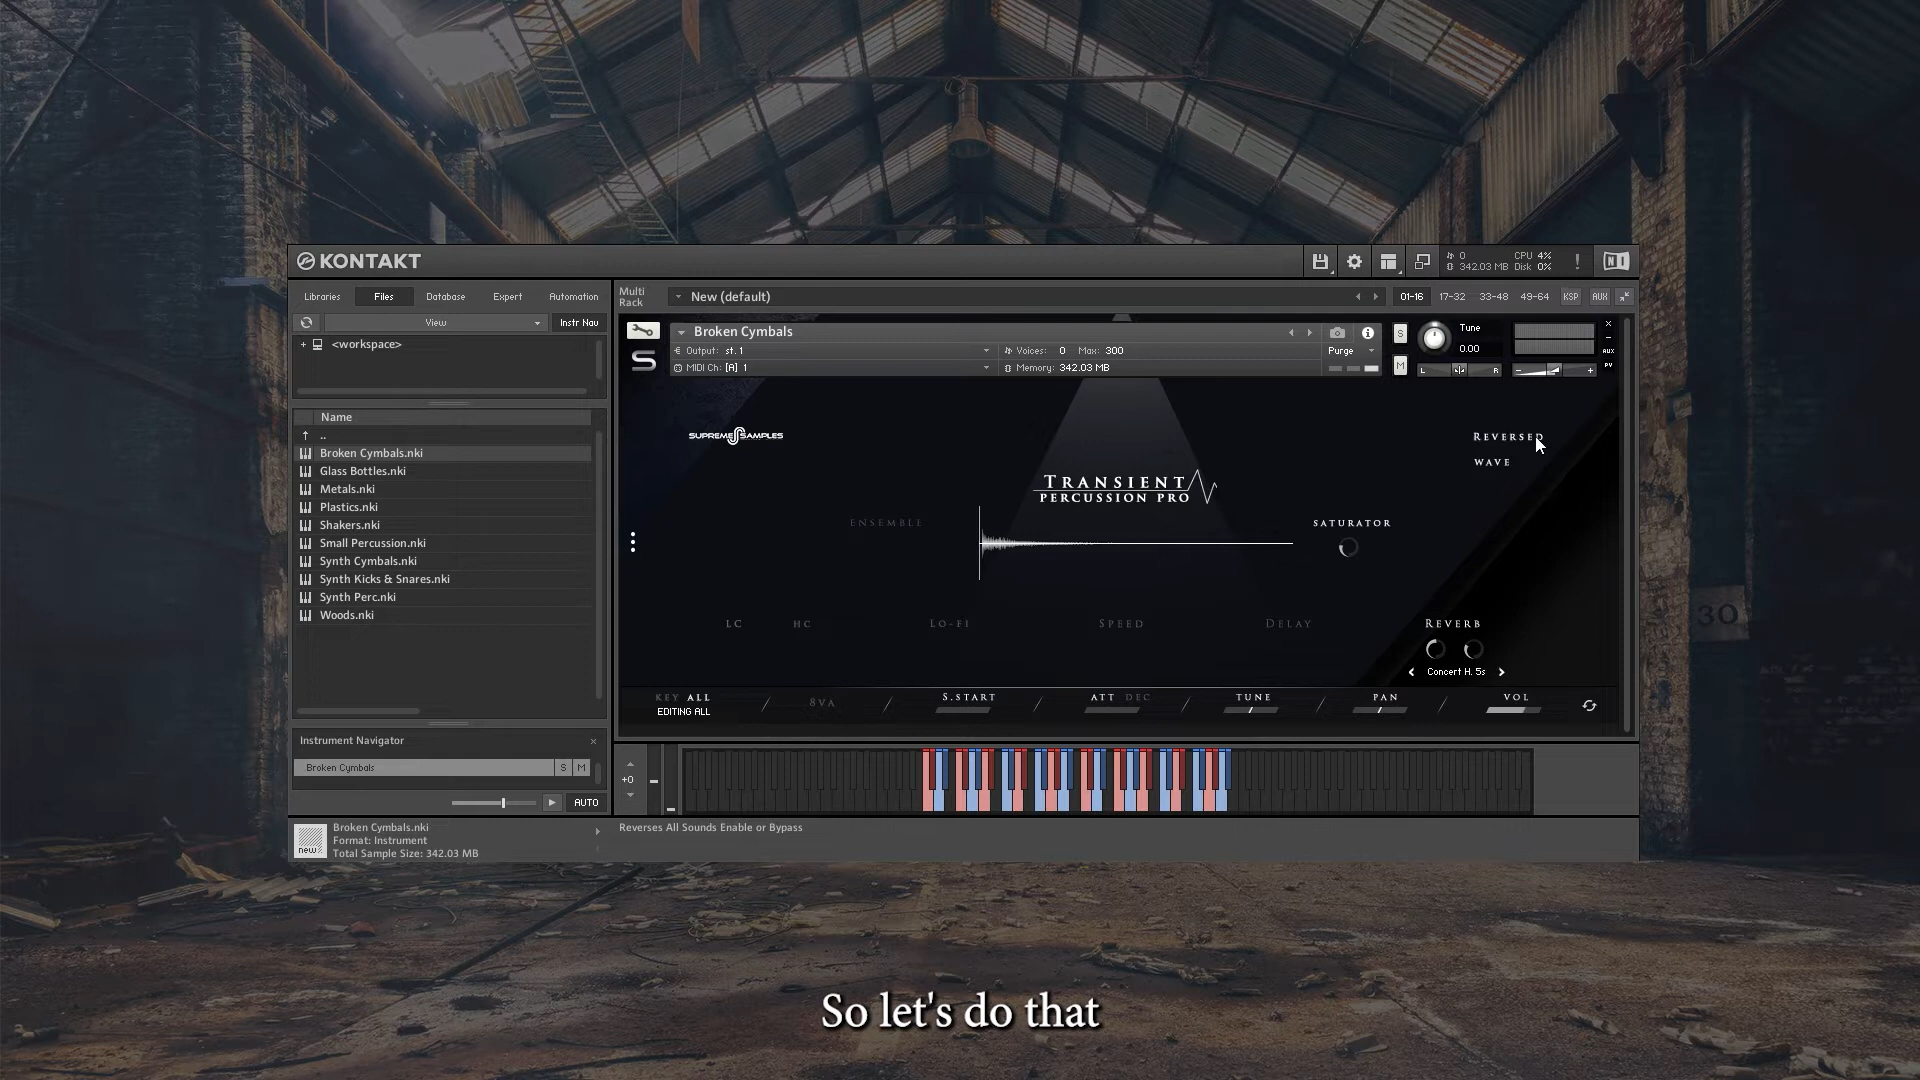 KONTAKT
0
342.03 MB
CPU 4%
Disk 0%
!
NI
Libraries
Files
Database
Expert
Automation
View
Instr Nav
+ <workspace>
Name
..
Broken Cymbals.nki
Glass Bottles.nki
Metals.nki
Plastics.nki
Shakers.nki
Small Percussion.nki
Synth Cymbals.nki
Synth Kicks & Snares.nki
Synth Perc.nki
Woods.nki
Instrument Navigator
Broken Cymbals
S M
AUTO
Multi
Rack
New (default)
01-16 17-32 33-48 49-64 KSP AUX
Broken Cymbals
Output: st. 1
Voices: 0 Max: 300
Purge
MIDI Ch: [A] 1
Memory: 342.03 MB
S
M
Tune
0.00
L R
- +
AUX
PV
SUPREME SAMPLES
REVERSED
WAVE
TRANSIENT
PERCUSSION PRO
ENSEMBLE
SATURATOR
LC
HC
LO-FI
SPEED
DELAY
REVERB
Concert H. 5s
KEY ALL
EDITING ALL
8VA
S.START
ATT DEC
TUNE
PAN
VOL
+0
new
Broken Cymbals.nki
Format: Instrument
Total Sample Size: 342.03 MB
Reverses All Sounds Enable or Bypass
30
So let's do that